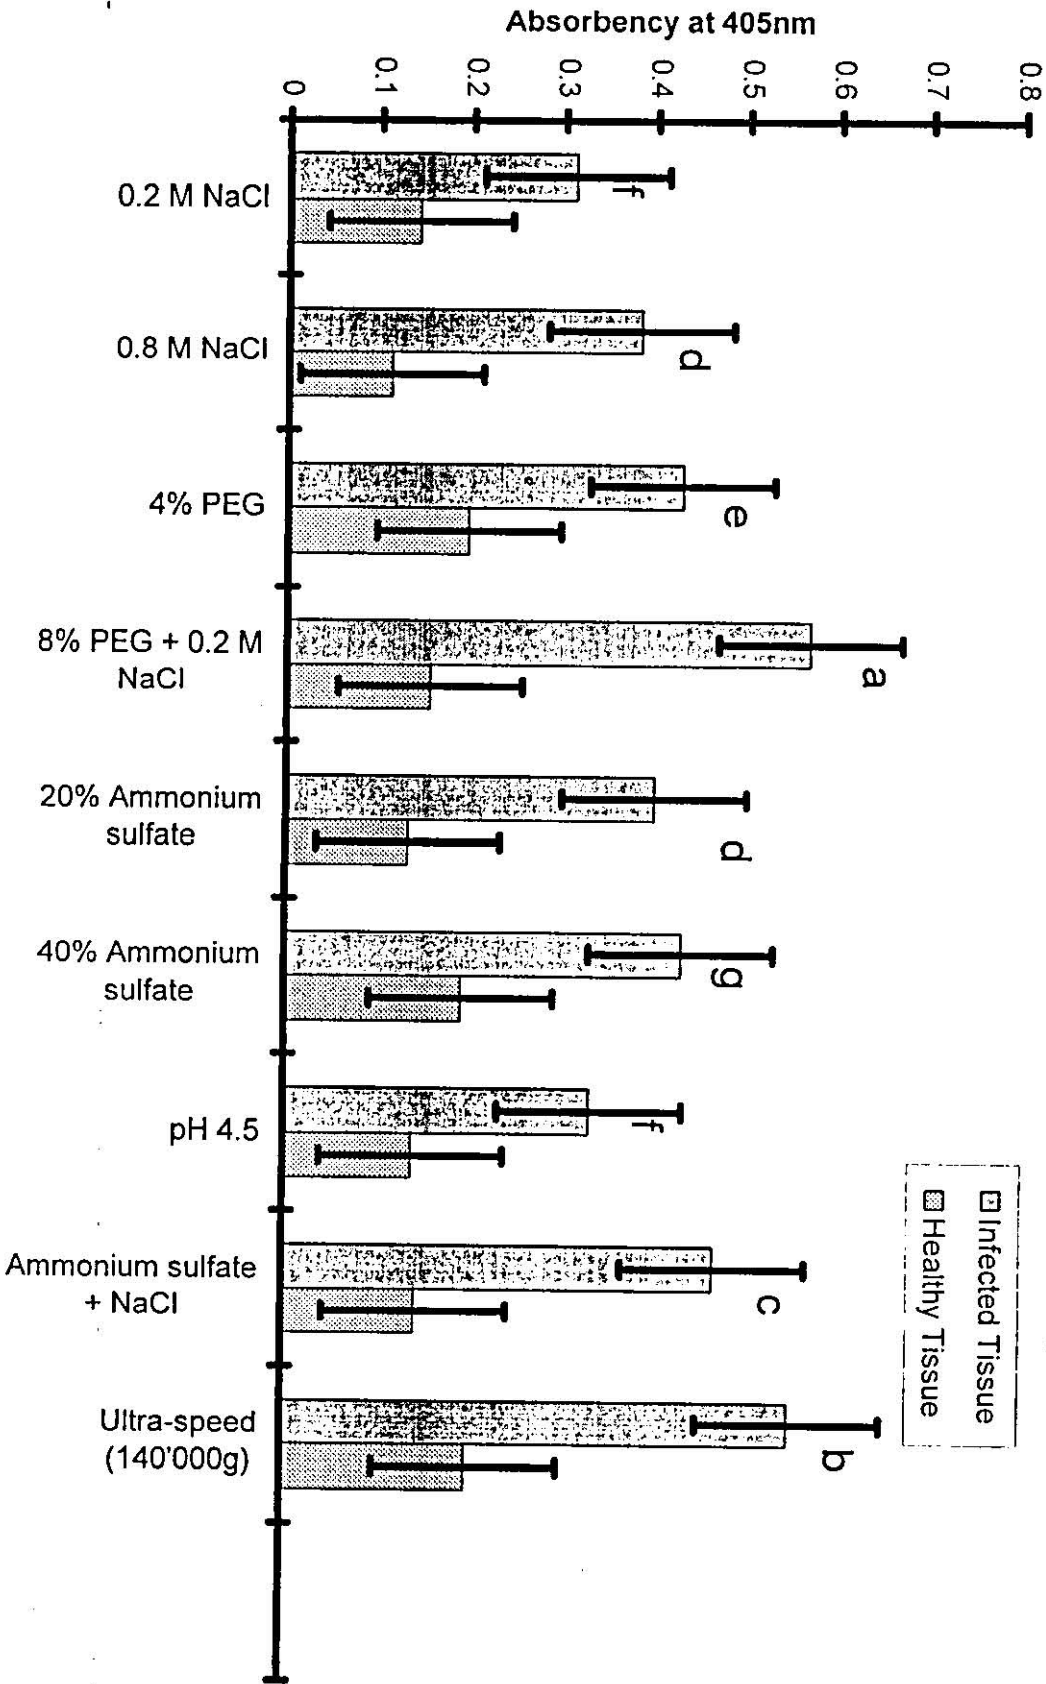 Absorbency at 405nm
0.8
0.7
0.6
0.5
0.4
0.3
0.2
0.1
0
f
d
e
a
d
g
f
c
b
0.2 M NaCl
0.8 M NaCl
4% PEG
8% PEG + 0.2 M
NaCl
20% Ammonium
sulfate
40% Ammonium
sulfate
pH 4.5
Ammonium sulfate
+ NaCl
Ultra-speed
(140'000g)
Infected Tissue
Healthy Tissue